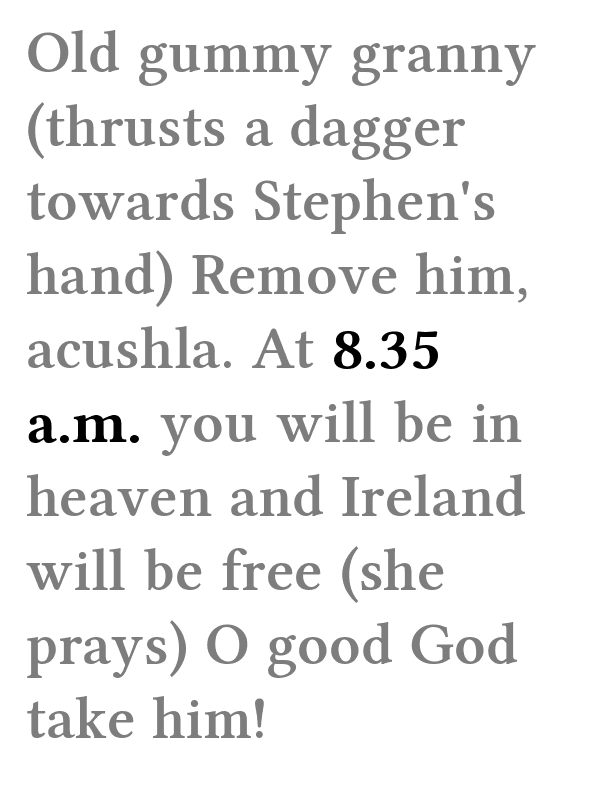 Old gummy granny
(thrusts a dagger
towards Stephen's
hand) Remove him,
acushla. At 8.35
a.m. you will be in
heaven and Ireland
will be free (she
prays) O good God
take him!